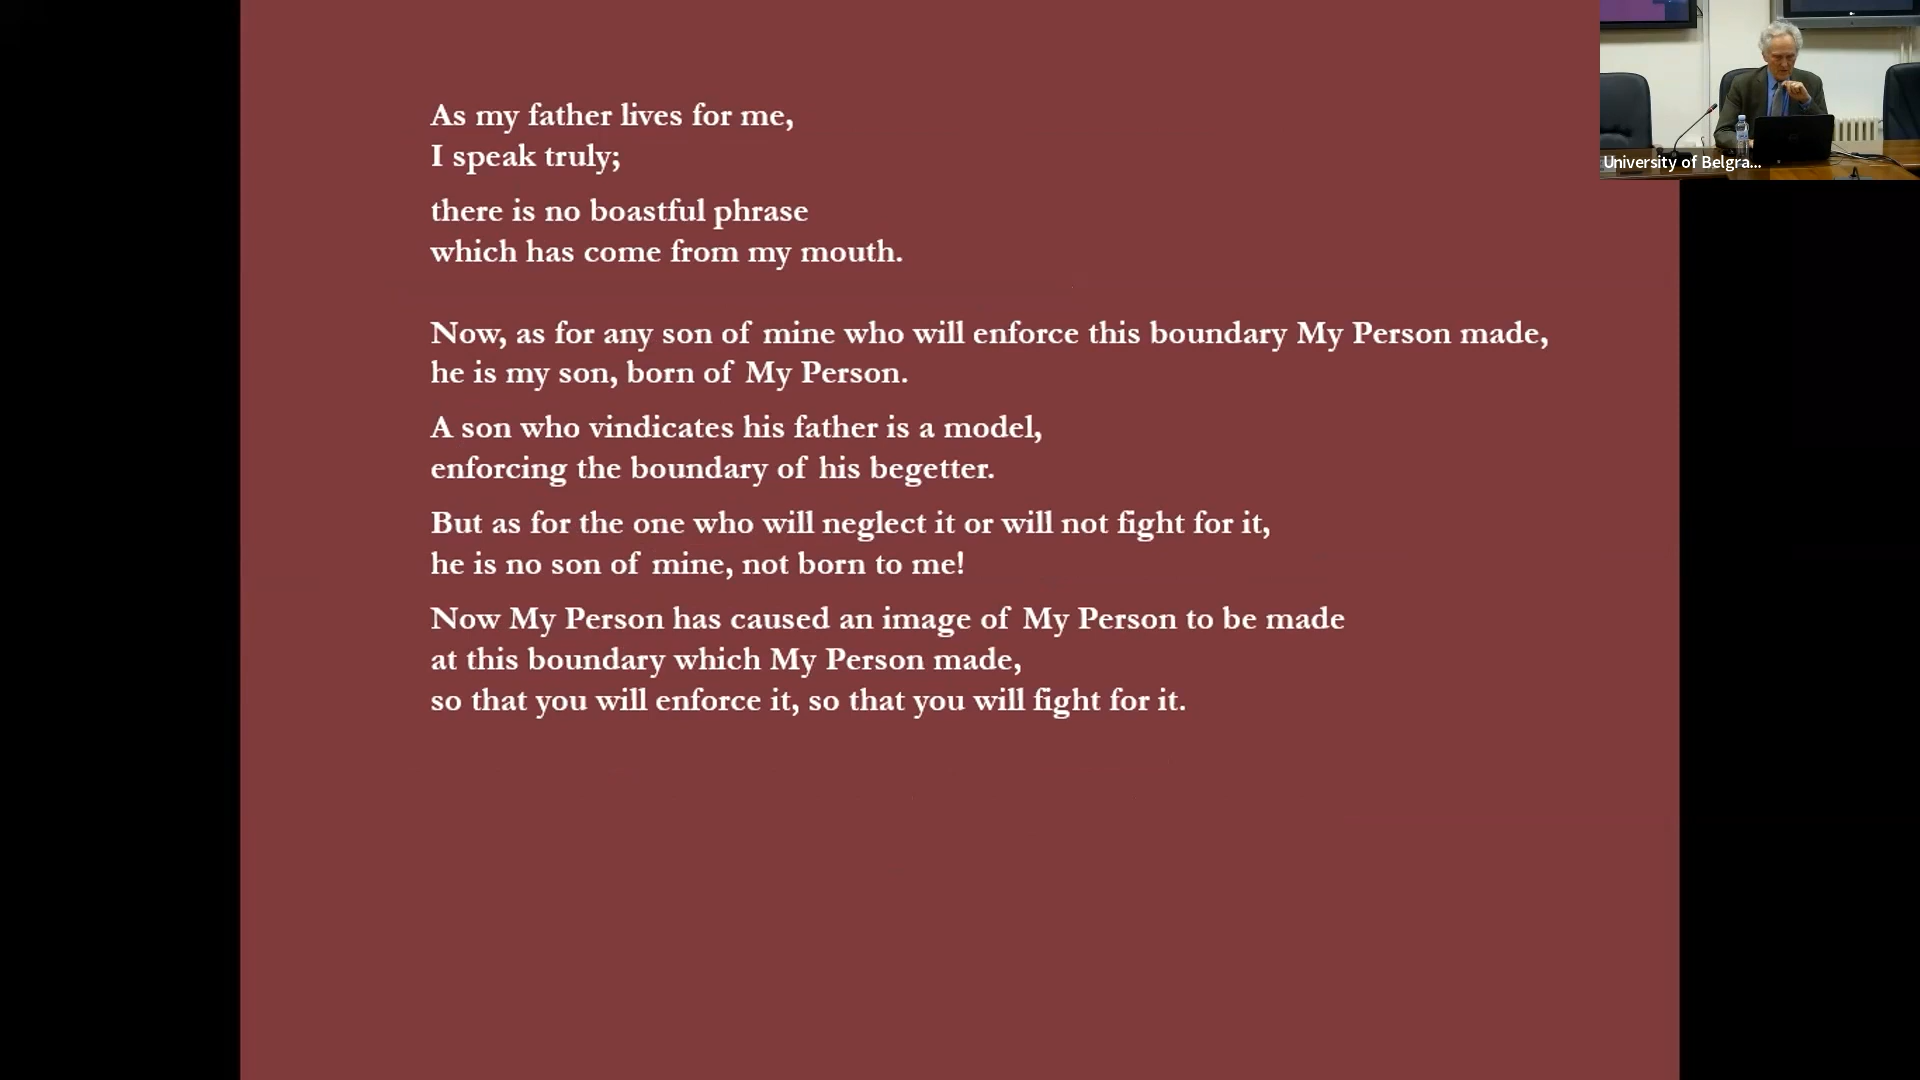 As my father lives for me,
I speak truly;
there is no boastful phrase
which has come from my mouth.
Now, as for any son of mine who will enforce this boundary My Person made,
he is my son, born of My Person.
A son who vindicates his father is a model,
enforcing the boundary of his begetter.
But as for the one who will neglect it or will not fight for it,
he is no son of mine, not born to me!
Now My Person has caused an image of My Person to be made
at this boundary which My Person made,
so that you will enforce it, so that you will fight for it.
University of Belgra...